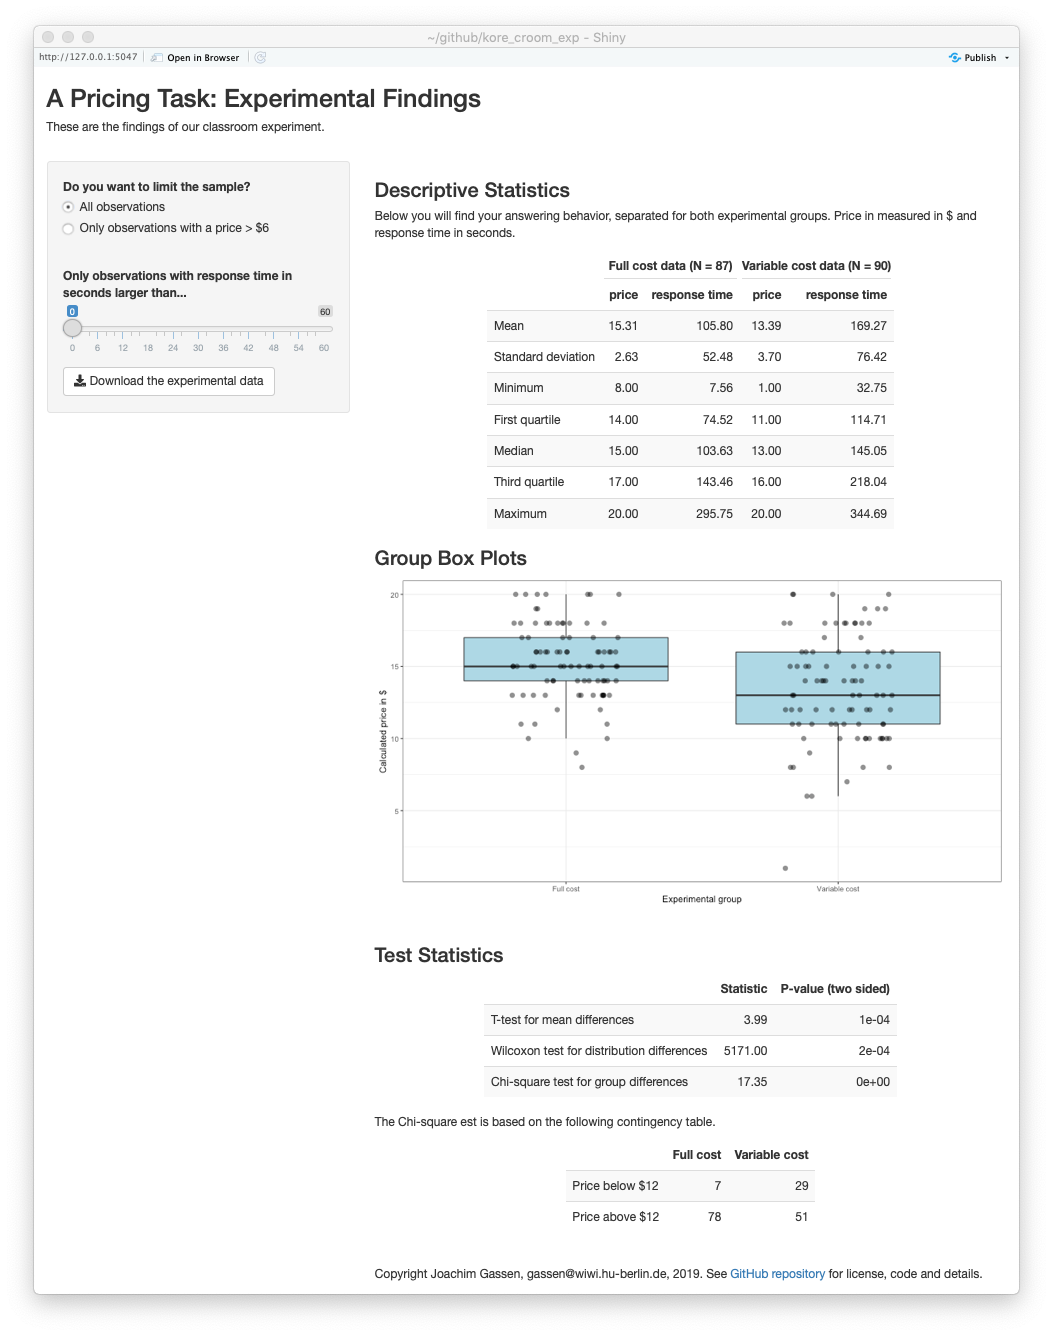 ~/github/kore_croom_exp - Shiny
http://127.0.0.1:5047 Open in Browser Publish
A Pricing Task: Experimental Findings
These are the findings of our classroom experiment.
Do you want to limit the sample?
All observations
Only observations with a price > $6
Only observations with response time in
seconds larger than...
0 60
0 6 12 18 24 30 36 42 48 54 60
Download the experimental data
Descriptive Statistics
Below you will find your answering behavior, separated for both experimental groups. Price in measured in $ and
response time in seconds.
Full cost data (N = 87) Variable cost data (N = 90)
price response time price response time
Mean 15.31 105.80 13.39 169.27
Standard deviation 2.63 52.48 3.70 76.42
Minimum 8.00 7.56 1.00 32.75
First quartile 14.00 74.52 11.00 114.71
Median 15.00 103.63 13.00 145.05
Third quartile 17.00 143.46 16.00 218.04
Maximum 20.00 295.75 20.00 344.69
Group Box Plots
Calculated price in $
20
15
10
5
Full cost Variable cost
Experimental group
Test Statistics
Statistic P-value (two sided)
T-test for mean differences 3.99 1e-04
Wilcoxon test for distribution differences 5171.00 2e-04
Chi-square test for group differences 17.35 0e+00
The Chi-square est is based on the following contingency table.
Full cost Variable cost
Price below $12 7 29
Price above $12 78 51
Copyright Joachim Gassen, gassen@wiwi.hu-berlin.de, 2019. See GitHub repository for license, code and details.